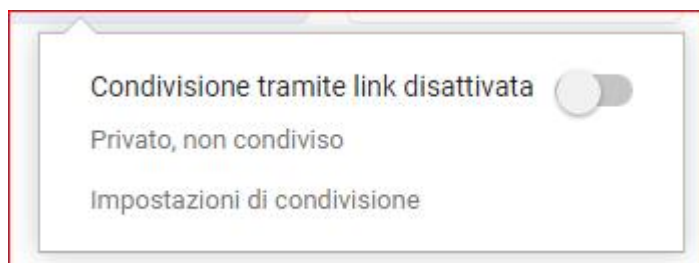 Condivisione tramite link disattivata
Privato, non condiviso
Impostazioni di condivisione